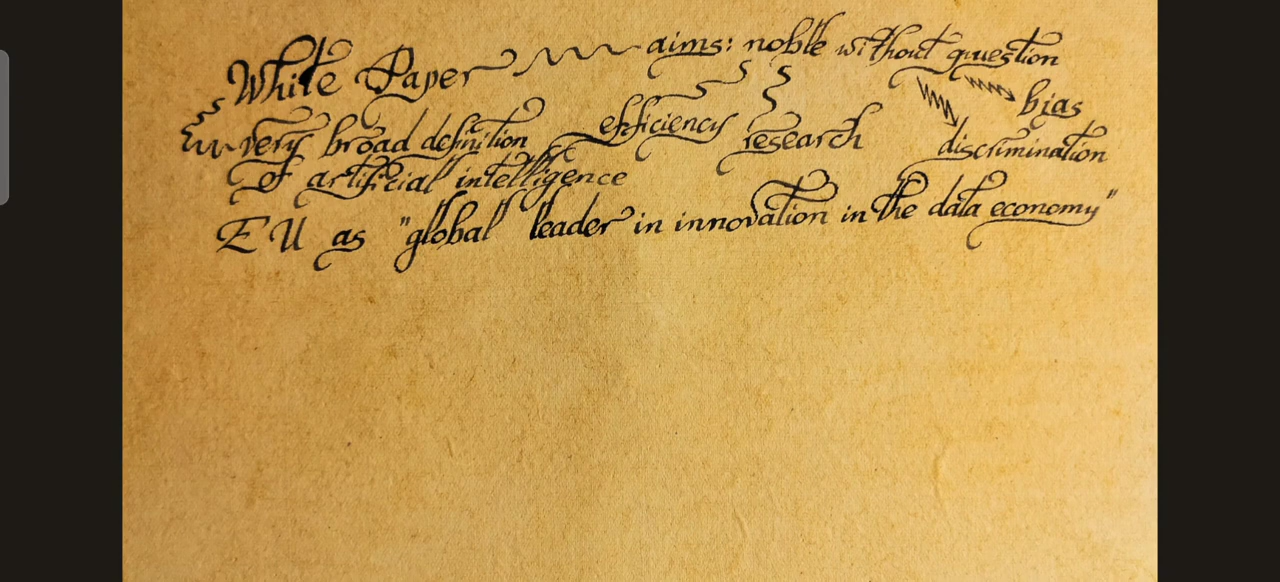 White Paper aims: noble without question
bias
very broad definition efficiency research discrimination
of artificial intelligence
EU as "global leader in innovation in the data economy"